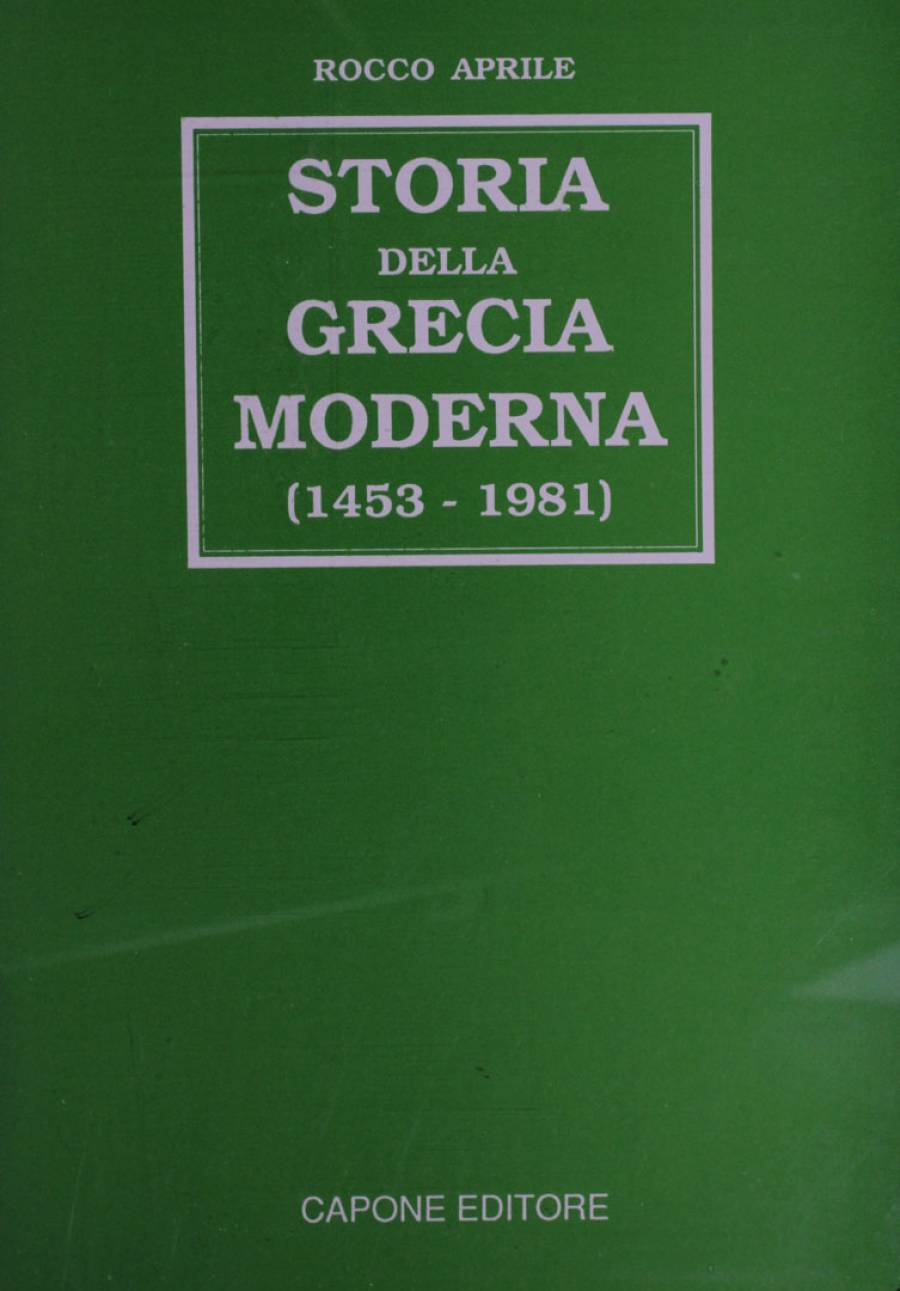 ROCCO APRILE
STORIA
DELLA
GRECIA
MODERNA
(1453 - 1981)
CAPONE EDITORE